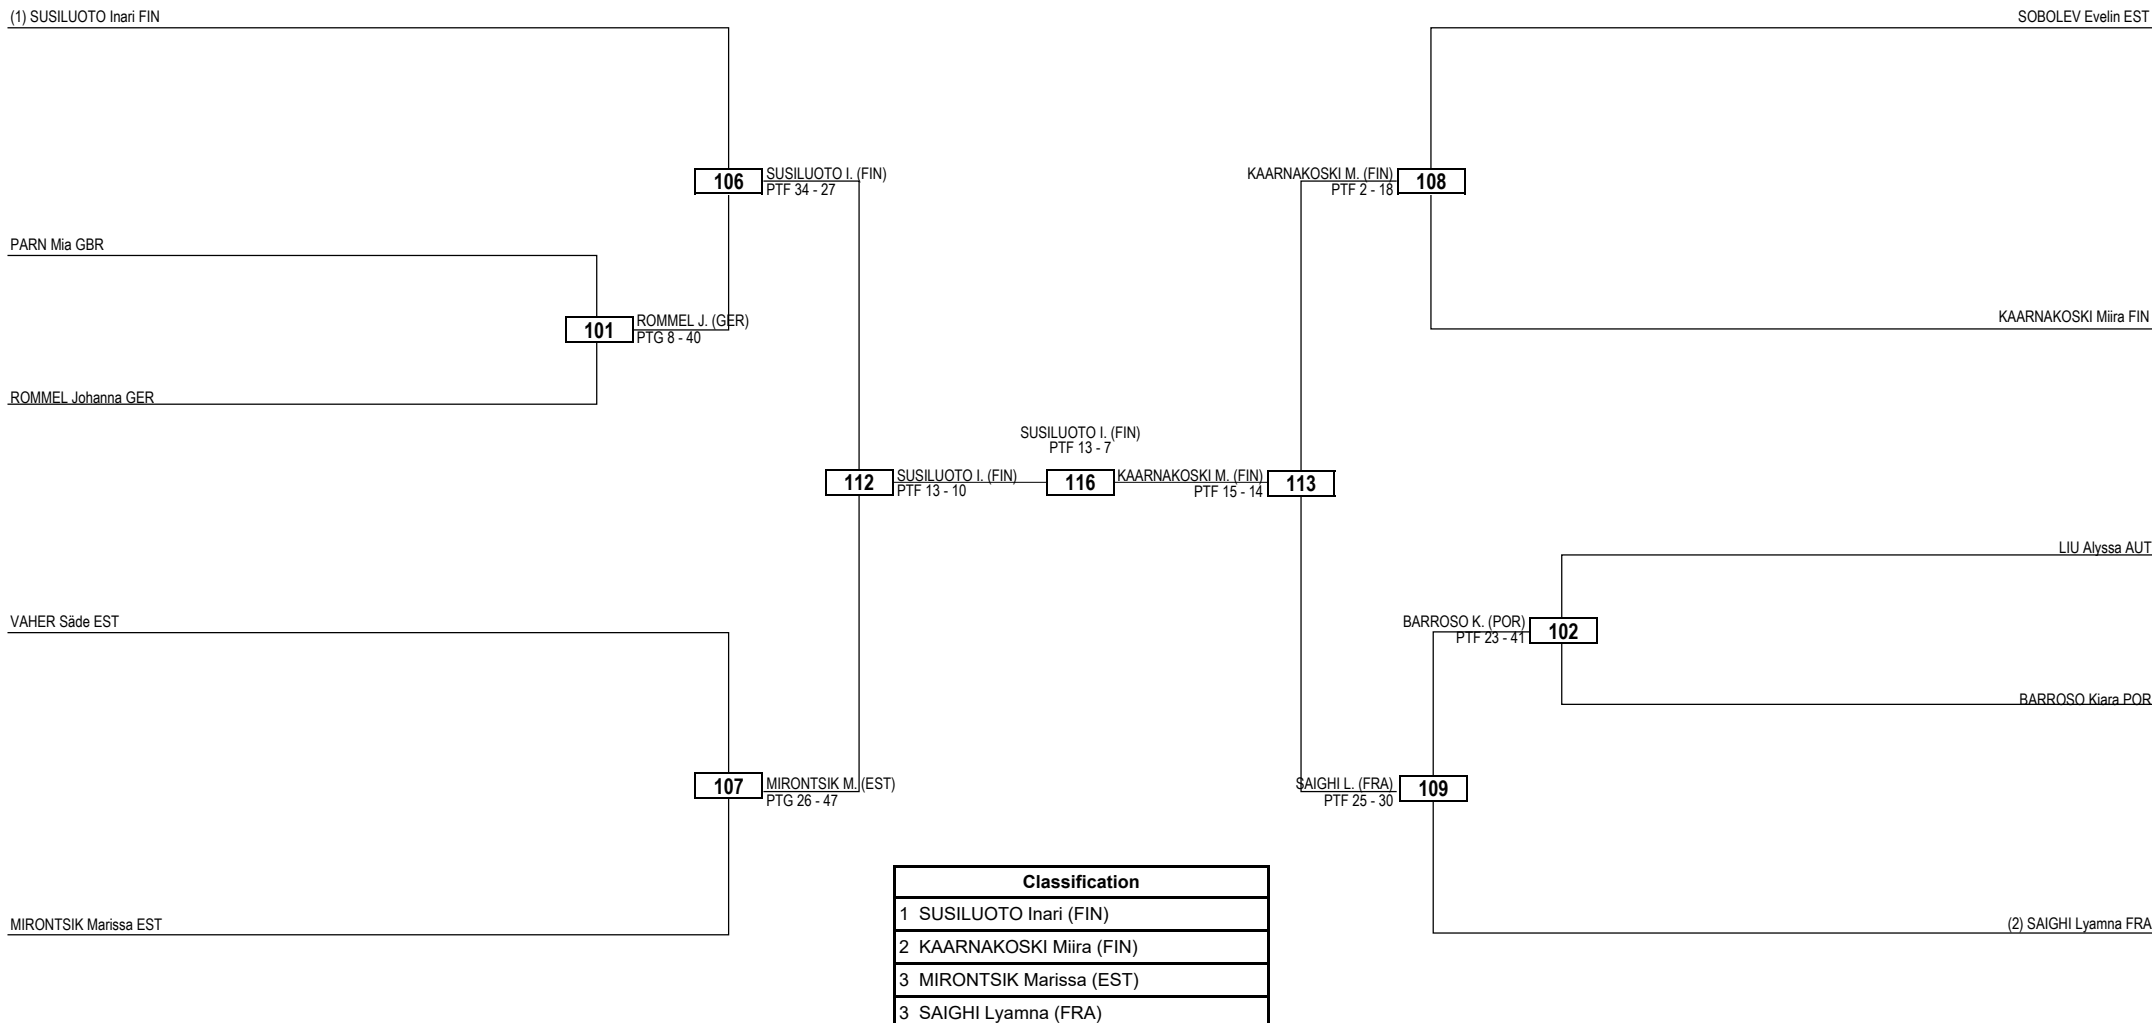 (1) SUSILUOTO Inari FIN
SOBOLEV Evelin EST
106
SUSILUOTO I. (FIN)
PTF 34 - 27
KAARNAKOSKI M. (FIN)
PTF 2 - 18
108
PARN Mia GBR
101
ROMMEL J. (GER)
PTG 8 - 40
KAARNAKOSKI Miira FIN
ROMMEL Johanna GER
SUSILUOTO I. (FIN)
PTF 13 - 7
112
SUSILUOTO I. (FIN)
PTF 13 - 10
116
KAARNAKOSKI M. (FIN)
PTF 15 - 14
113
LIU Alyssa AUT
VAHER Säde EST
BARROSO K. (POR)
PTF 23 - 41
102
BARROSO Kiara POR
107
MIRONTSIK M. (EST)
PTG 26 - 47
SAIGHI L. (FRA)
PTF 25 - 30
109
MIRONTSIK Marissa EST
(2) SAIGHI Lyamna FRA
Classification
1 SUSILUOTO Inari (FIN)
2 KAARNAKOSKI Miira (FIN)
3 MIRONTSIK Marissa (EST)
3 SAIGHI Lyamna (FRA)